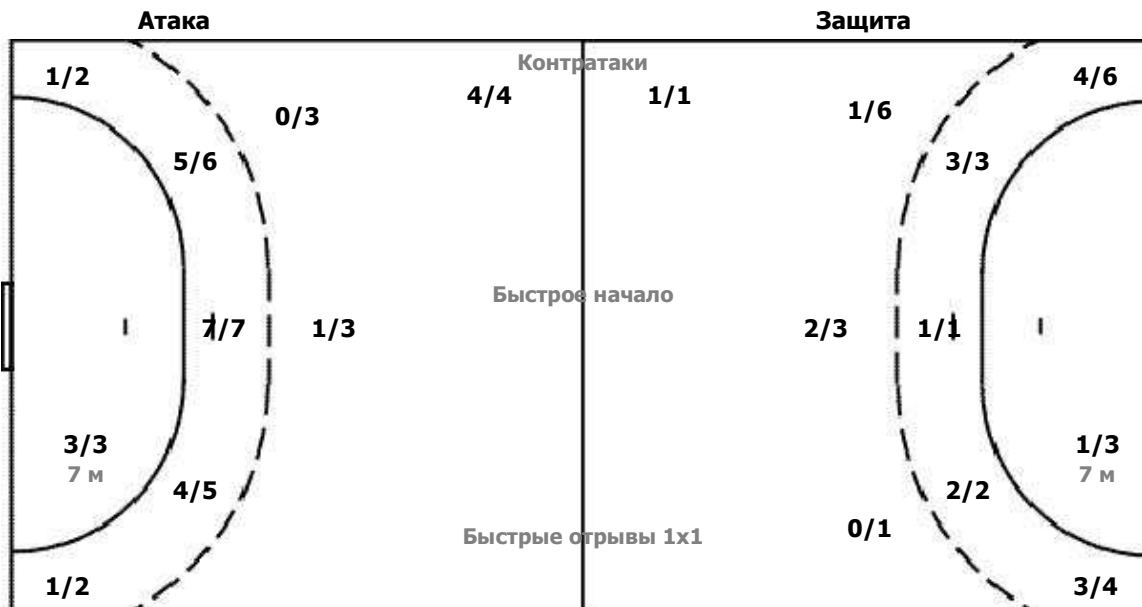 Атака Защита
Контратаки
1/2 4/4 1/1 1/6 4/6
0/3
5/6 3/3
Быстрое начало
7/7 1/3 2/3 1/1
3/3 1/3
7 м 7 м
4/5 2/2
Быстрые отрывы 1x1 0/1
1/2 3/4